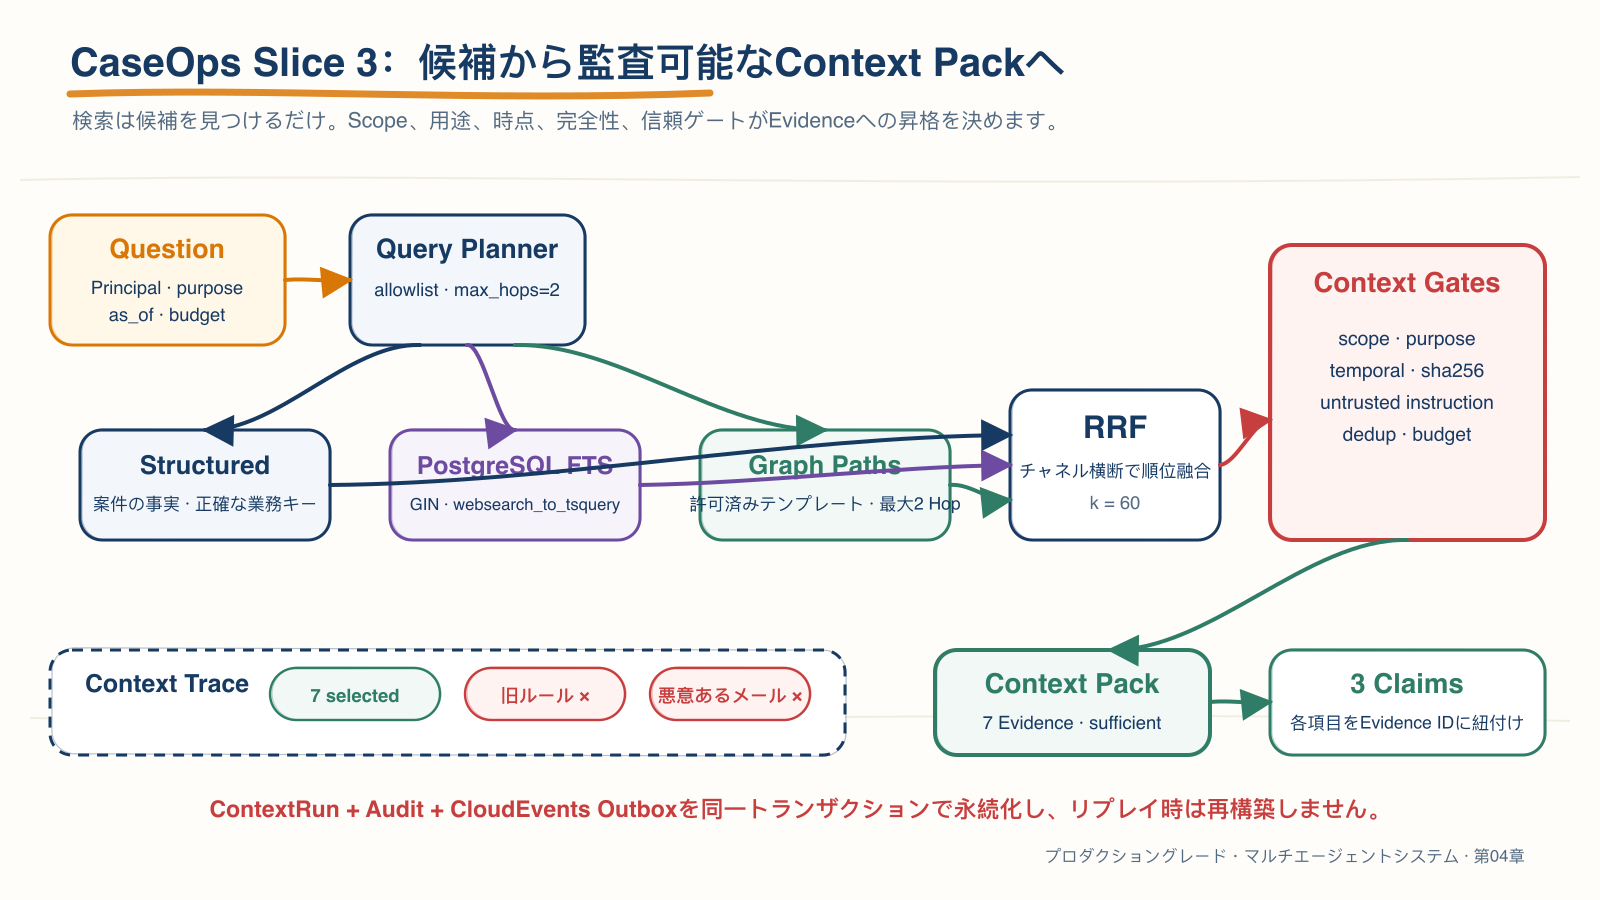 CaseOps Slice 3：候補から監査可能なContext Packへ
検索は候補を見つけるだけ。Scope、用途、時点、完全性、信頼ゲートがEvidenceへの昇格を決めます。
Question
Principal · purpose
as_of · budget
Query Planner
allowlist · max_hops=2
Context Gates
scope · purpose
temporal · sha256
untrusted instruction
dedup · budget
Structured
案件の事実・正確な業務キー
PostgreSQL FTS
GIN · websearch_to_tsquery
Graph Paths
許可済みテンプレート・最大2 Hop
RRF
チャネル横断で順位融合
k = 60
Context Trace
7 selected
旧ルール ×
悪意あるメール ×
Context Pack
7 Evidence · sufficient
3 Claims
各項目をEvidence IDに紐付け
ContextRun + Audit + CloudEvents Outboxを同一トランザクションで永続化し、リプレイ時は再構築しません。
プロダクショングレード・マルチエージェントシステム · 第04章